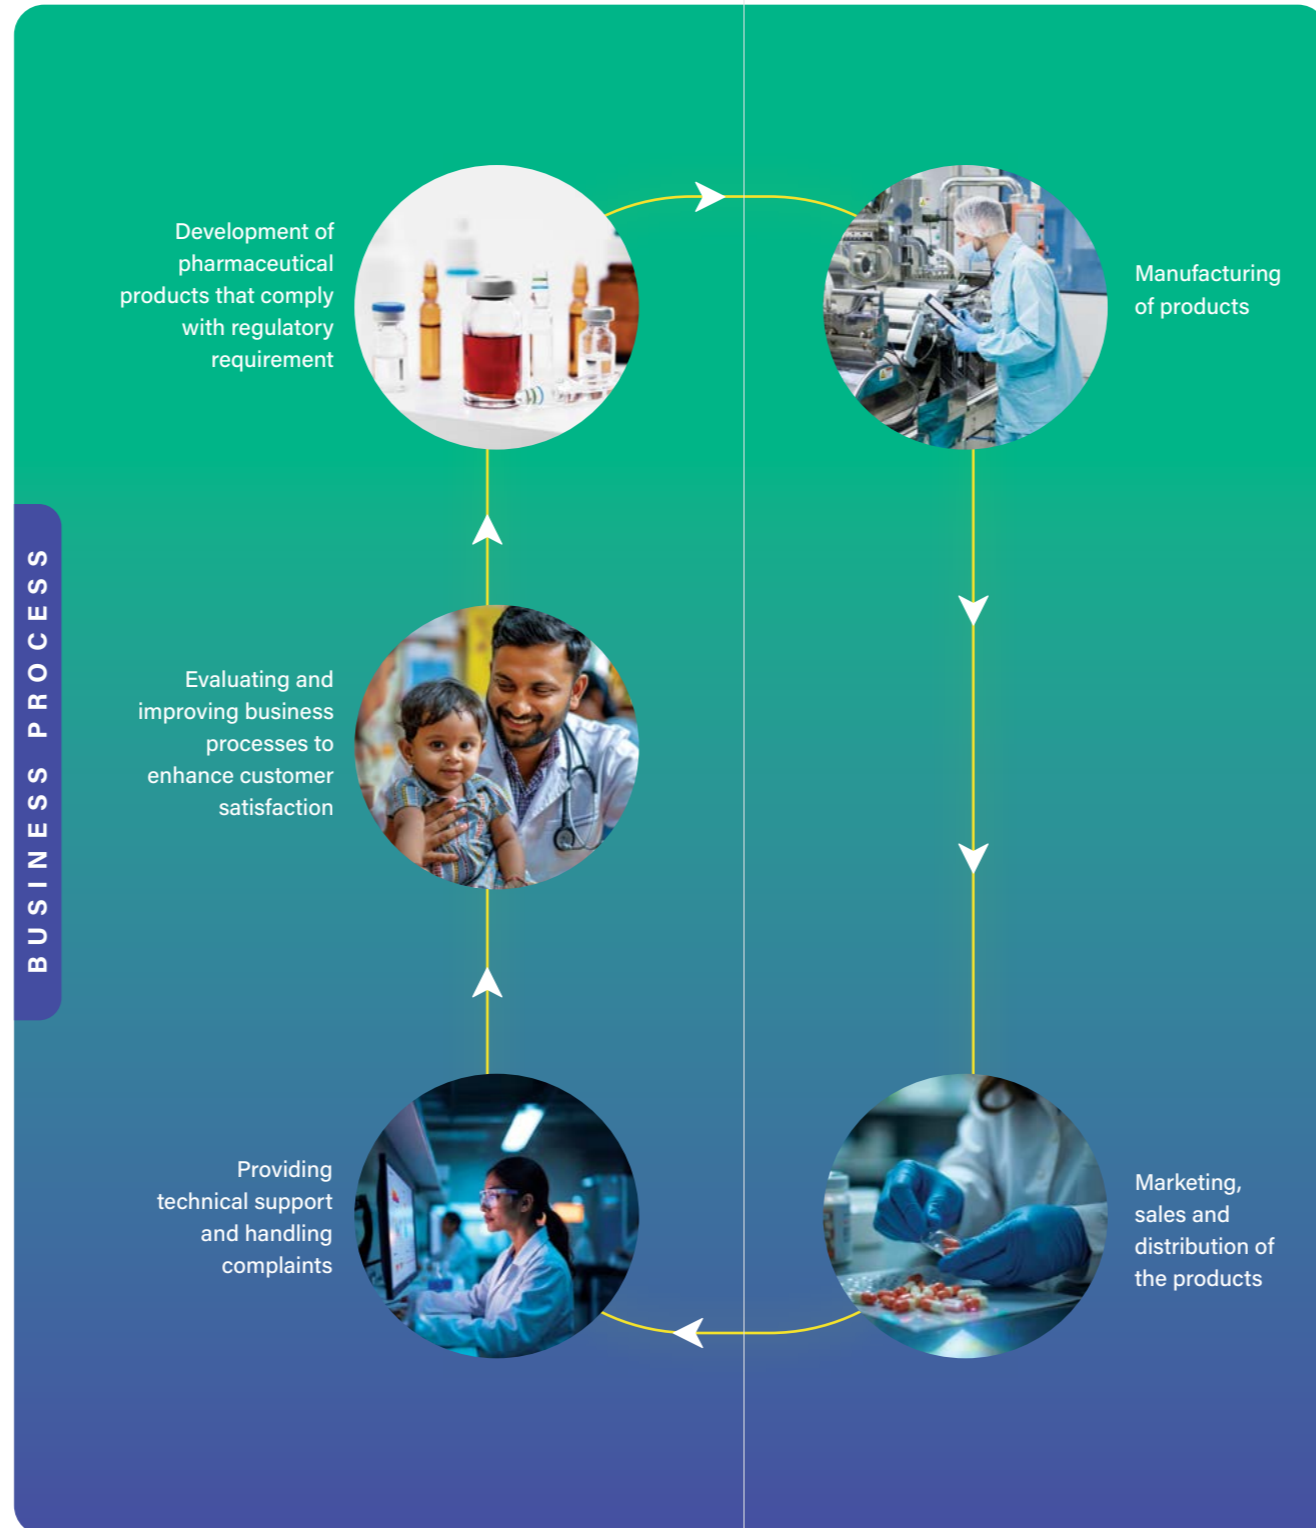 BUSINESS PROCESS
Development of
pharmaceutical
products that comply
with regulatory
requirement
Manufacturing
of products
Marketing,
sales and
distribution of
the products
Providing
technical support
and handling
complaints
Evaluating and
improving business
processes to
enhance customer
satisfaction